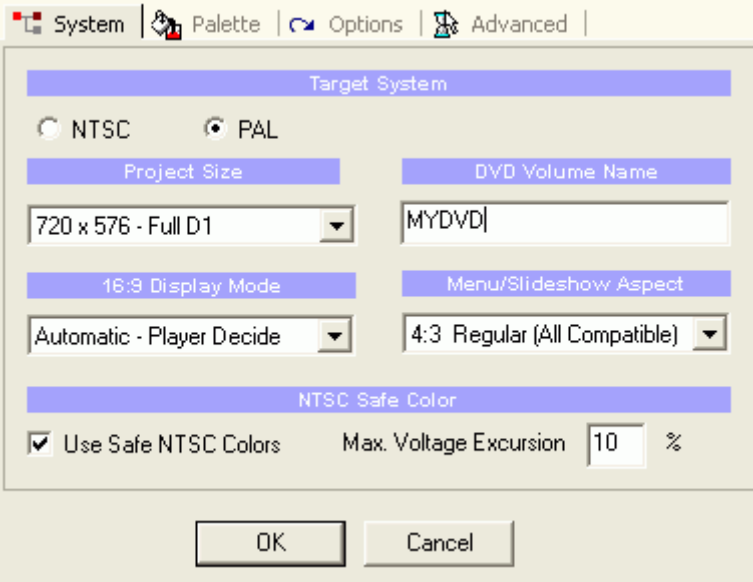 System Palette Options Advanced
Target System
NTSC PAL
Project Size DVD Volume Name
720 x 576 - Full D1 MYDVD
16:9 Display Mode Menu/Slideshow Aspect
Automatic - Player Decide 4:3 Regular (All Compatible)
NTSC Safe Color
Use Safe NTSC Colors Max. Voltage Excursion 10 %
OK Cancel